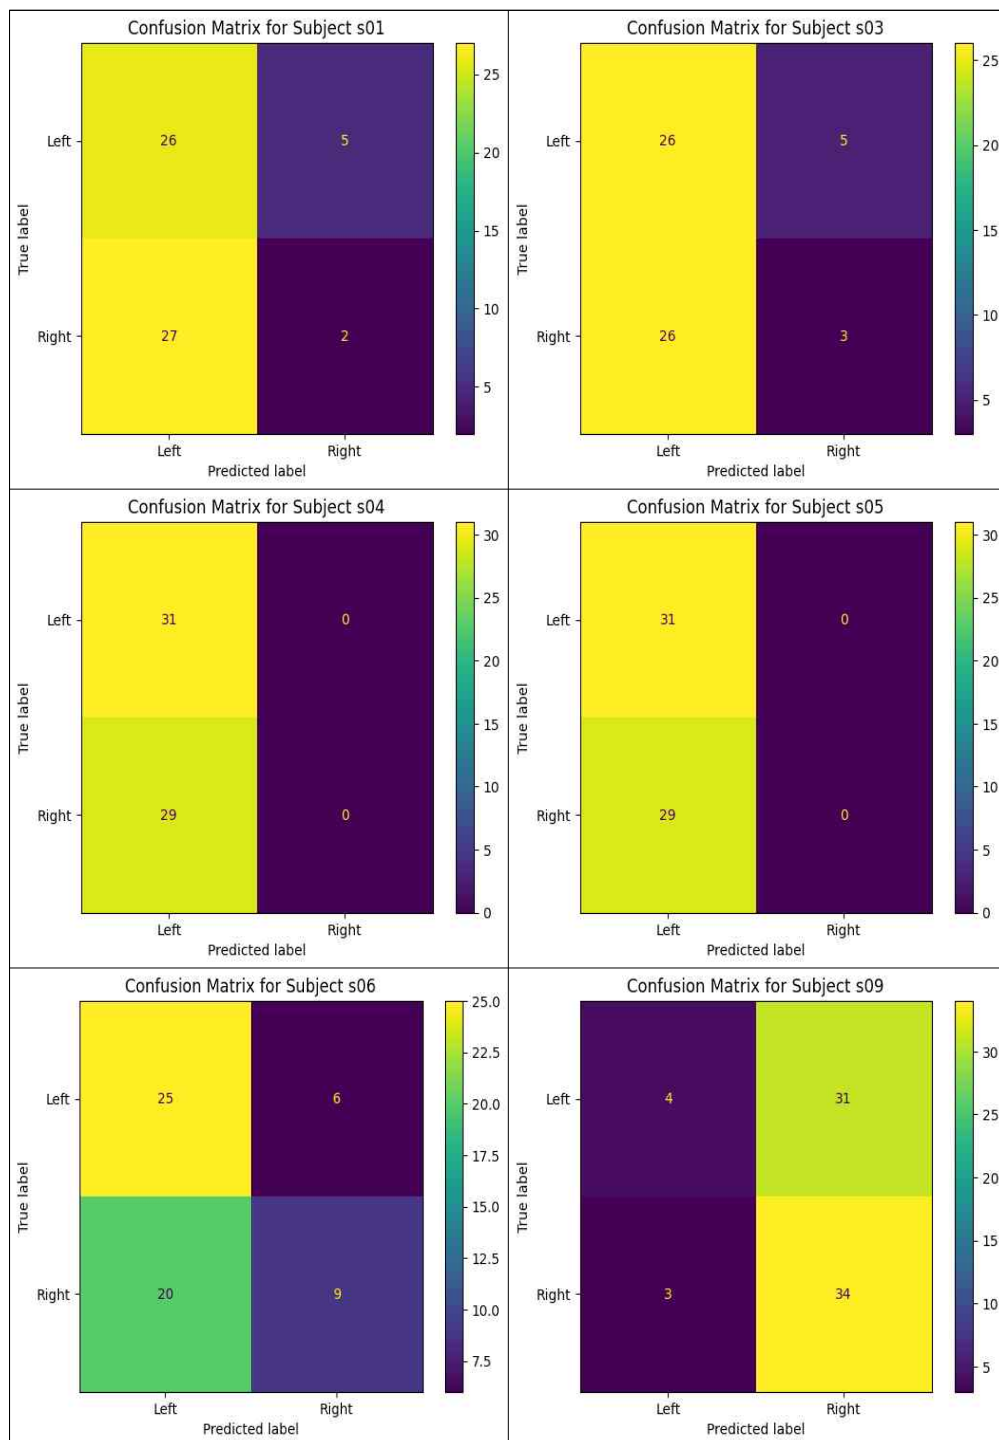 Confusion Matrix for Subject s01
Left
26
5
25
20
15
10
5
True label
Right
27
2
Left
Right
Predicted label
Confusion Matrix for Subject s03
Left
26
5
25
20
15
10
5
True label
Right
26
3
Left
Right
Predicted label
Confusion Matrix for Subject s04
Left
31
0
30
25
20
15
10
5
0
True label
Right
29
0
Left
Right
Predicted label
Confusion Matrix for Subject s05
Left
31
0
30
25
20
15
10
5
0
True label
Right
29
0
Left
Right
Predicted label
Confusion Matrix for Subject s06
Left
25
6
25.0
22.5
20.0
17.5
15.0
12.5
10.0
7.5
True label
Right
20
9
Left
Right
Predicted label
Confusion Matrix for Subject s09
Left
4
31
30
25
20
15
10
5
True label
Right
3
34
Left
Right
Predicted label